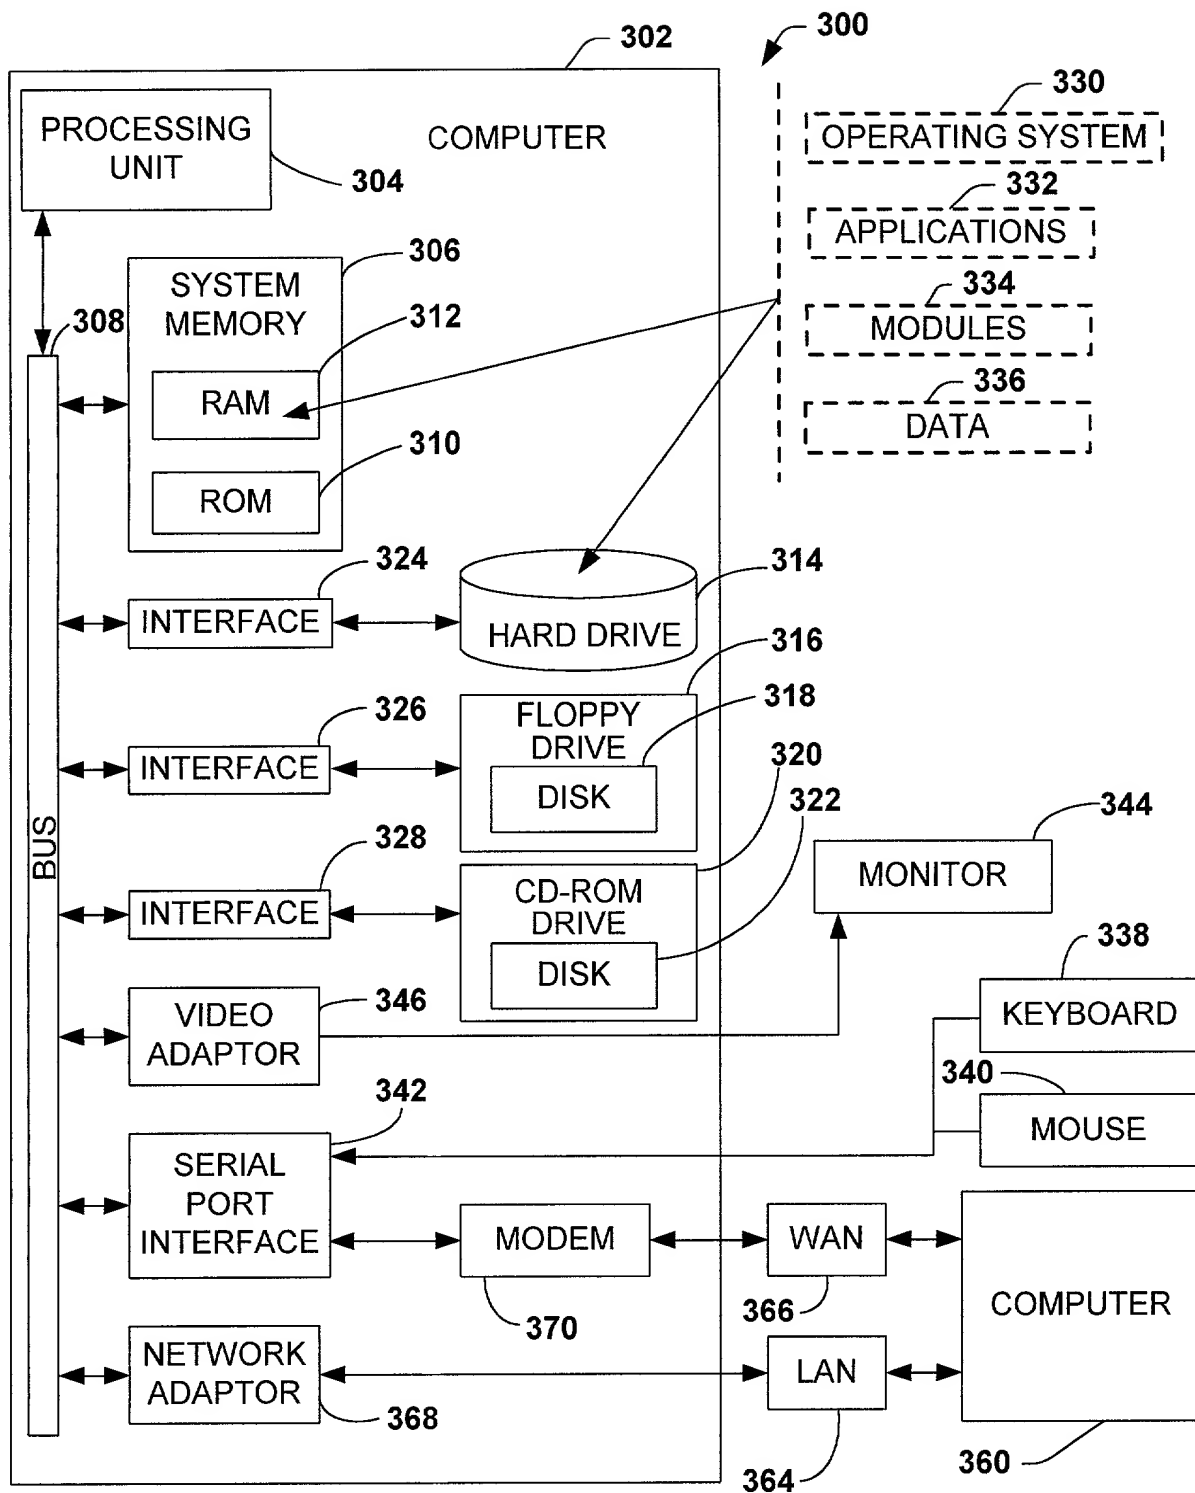 300
302
330
PROCESSING
UNIT
COMPUTER
OPERATING SYSTEM
304
332
APPLICATIONS
306
SYSTEM
MEMORY
334
308
312
MODULES
RAM
336
DATA
310
ROM
324
314
INTERFACE
HARD DRIVE
316
326
318
FLOPPY
DRIVE
320
INTERFACE
DISK
322
344
BUS
328
MONITOR
CD-ROM
DRIVE
INTERFACE
338
DISK
346
VIDEO
ADAPTOR
KEYBOARD
340
342
MOUSE
SERIAL
PORT
INTERFACE
MODEM
WAN
366
COMPUTER
370
NETWORK
ADAPTOR
LAN
368
360
364